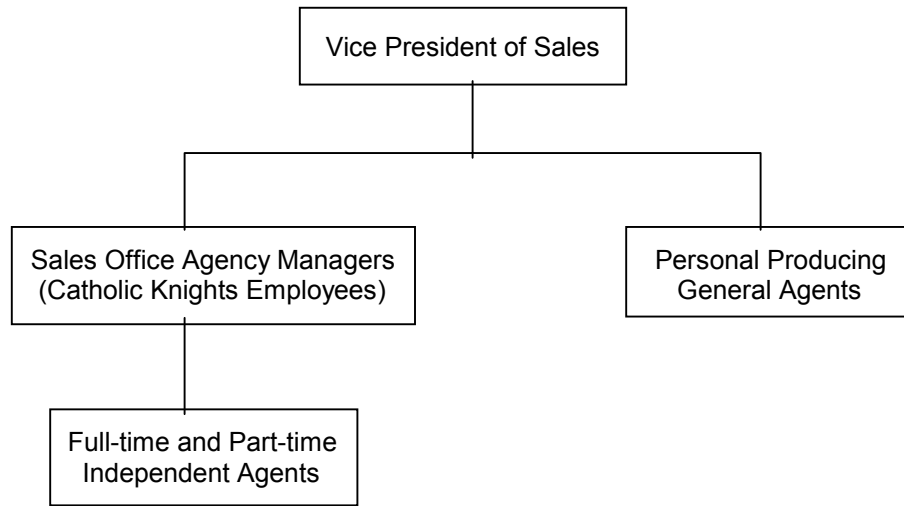 Vice President of Sales
Sales Office Agency Managers
(Catholic Knights Employees)
Personal Producing
General Agents
Full-time and Part-time
Independent Agents